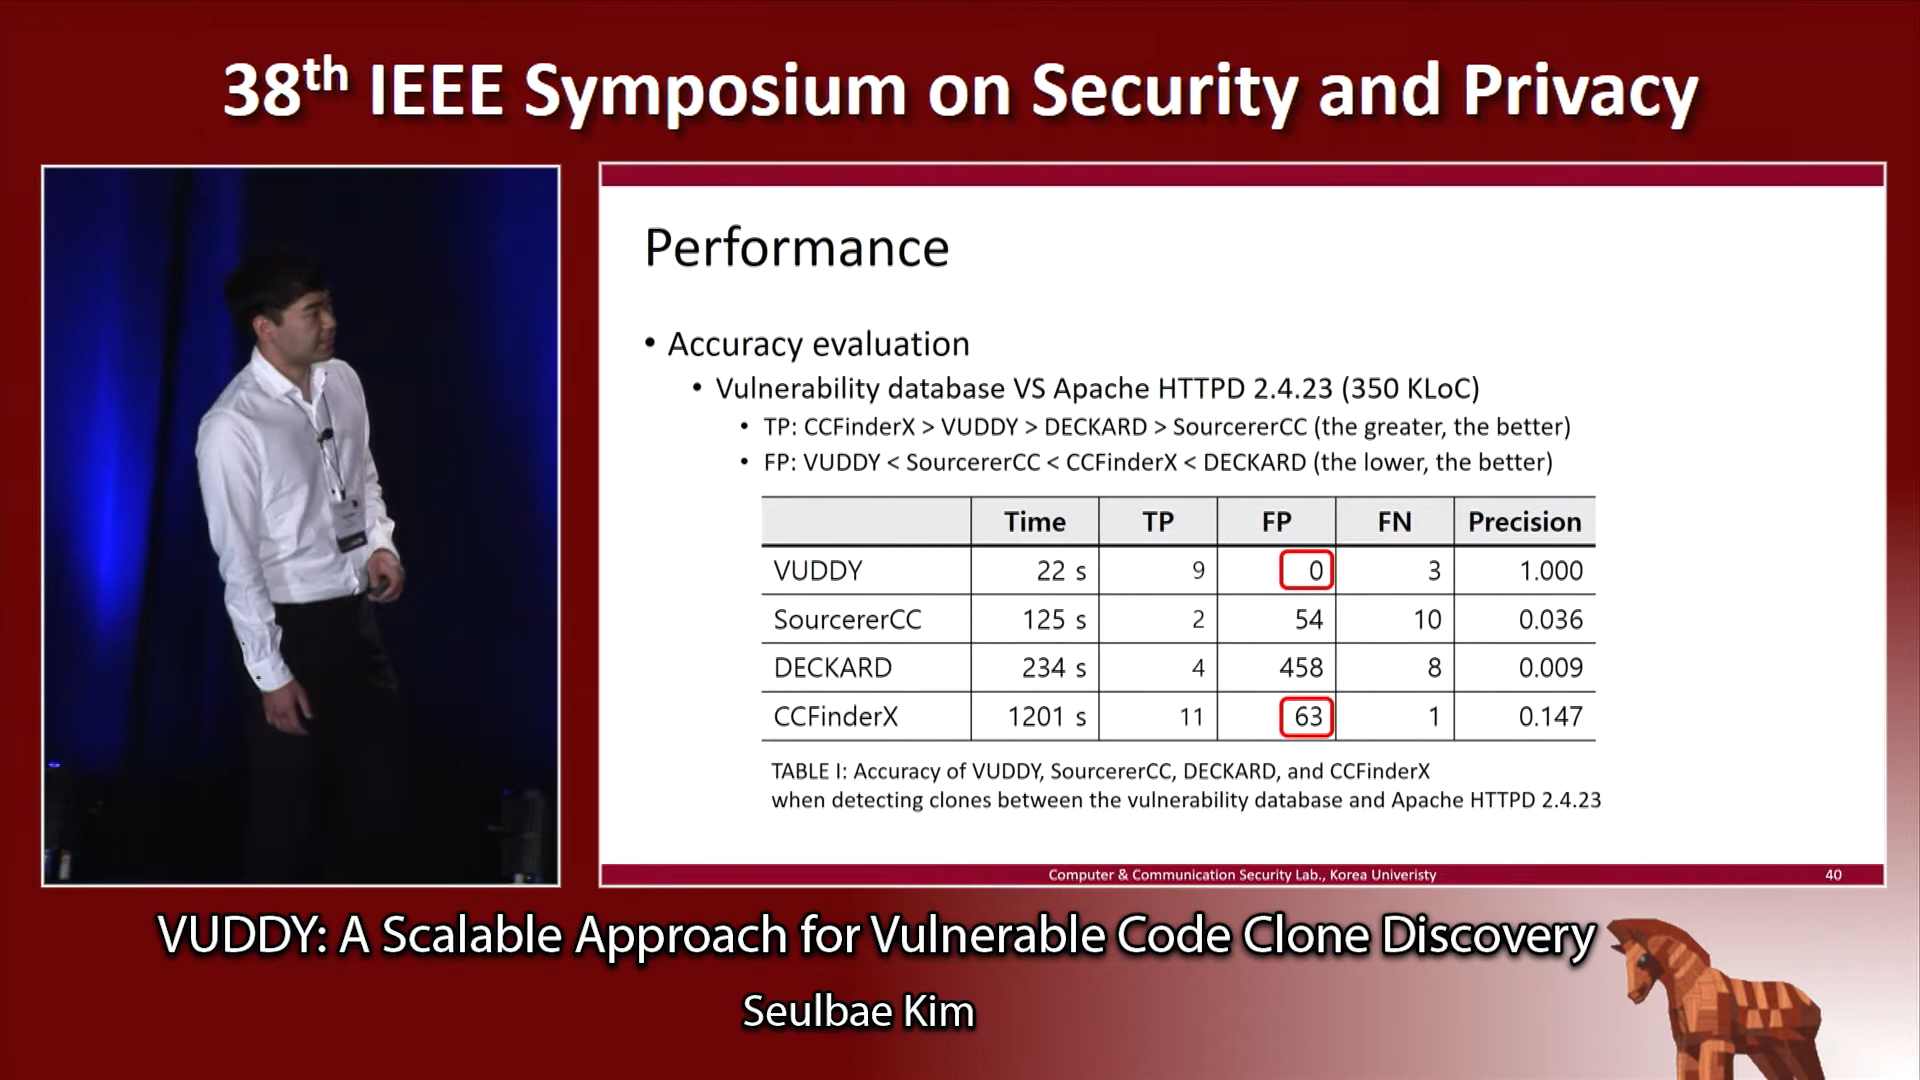 38th IEEE Symposium on Security and Privacy
Performance
• Accuracy evaluation
• Vulnerability database VS Apache HTTPD 2.4.23 (350 KLoC)
• TP: CCFinderX > VUDDY > DECKARD > SourcererCC (the greater, the better)
• FP: VUDDY < SourcererCC < CCFinderX < DECKARD (the lower, the better)
Time TP FP FN Precision
VUDDY 22 s 9 0 3 1.000
SourcererCC 125 s 2 54 10 0.036
DECKARD 234 s 4 458 8 0.009
CCFinderX 1201 s 11 63 1 0.147
TABLE I: Accuracy of VUDDY, SourcererCC, DECKARD, and CCFinderX
when detecting clones between the vulnerability database and Apache HTTPD 2.4.23
Computer & Communication Security Lab., Korea Univeristy 40
VUDDY: A Scalable Approach for Vulnerable Code Clone Discovery
Seulbae Kim